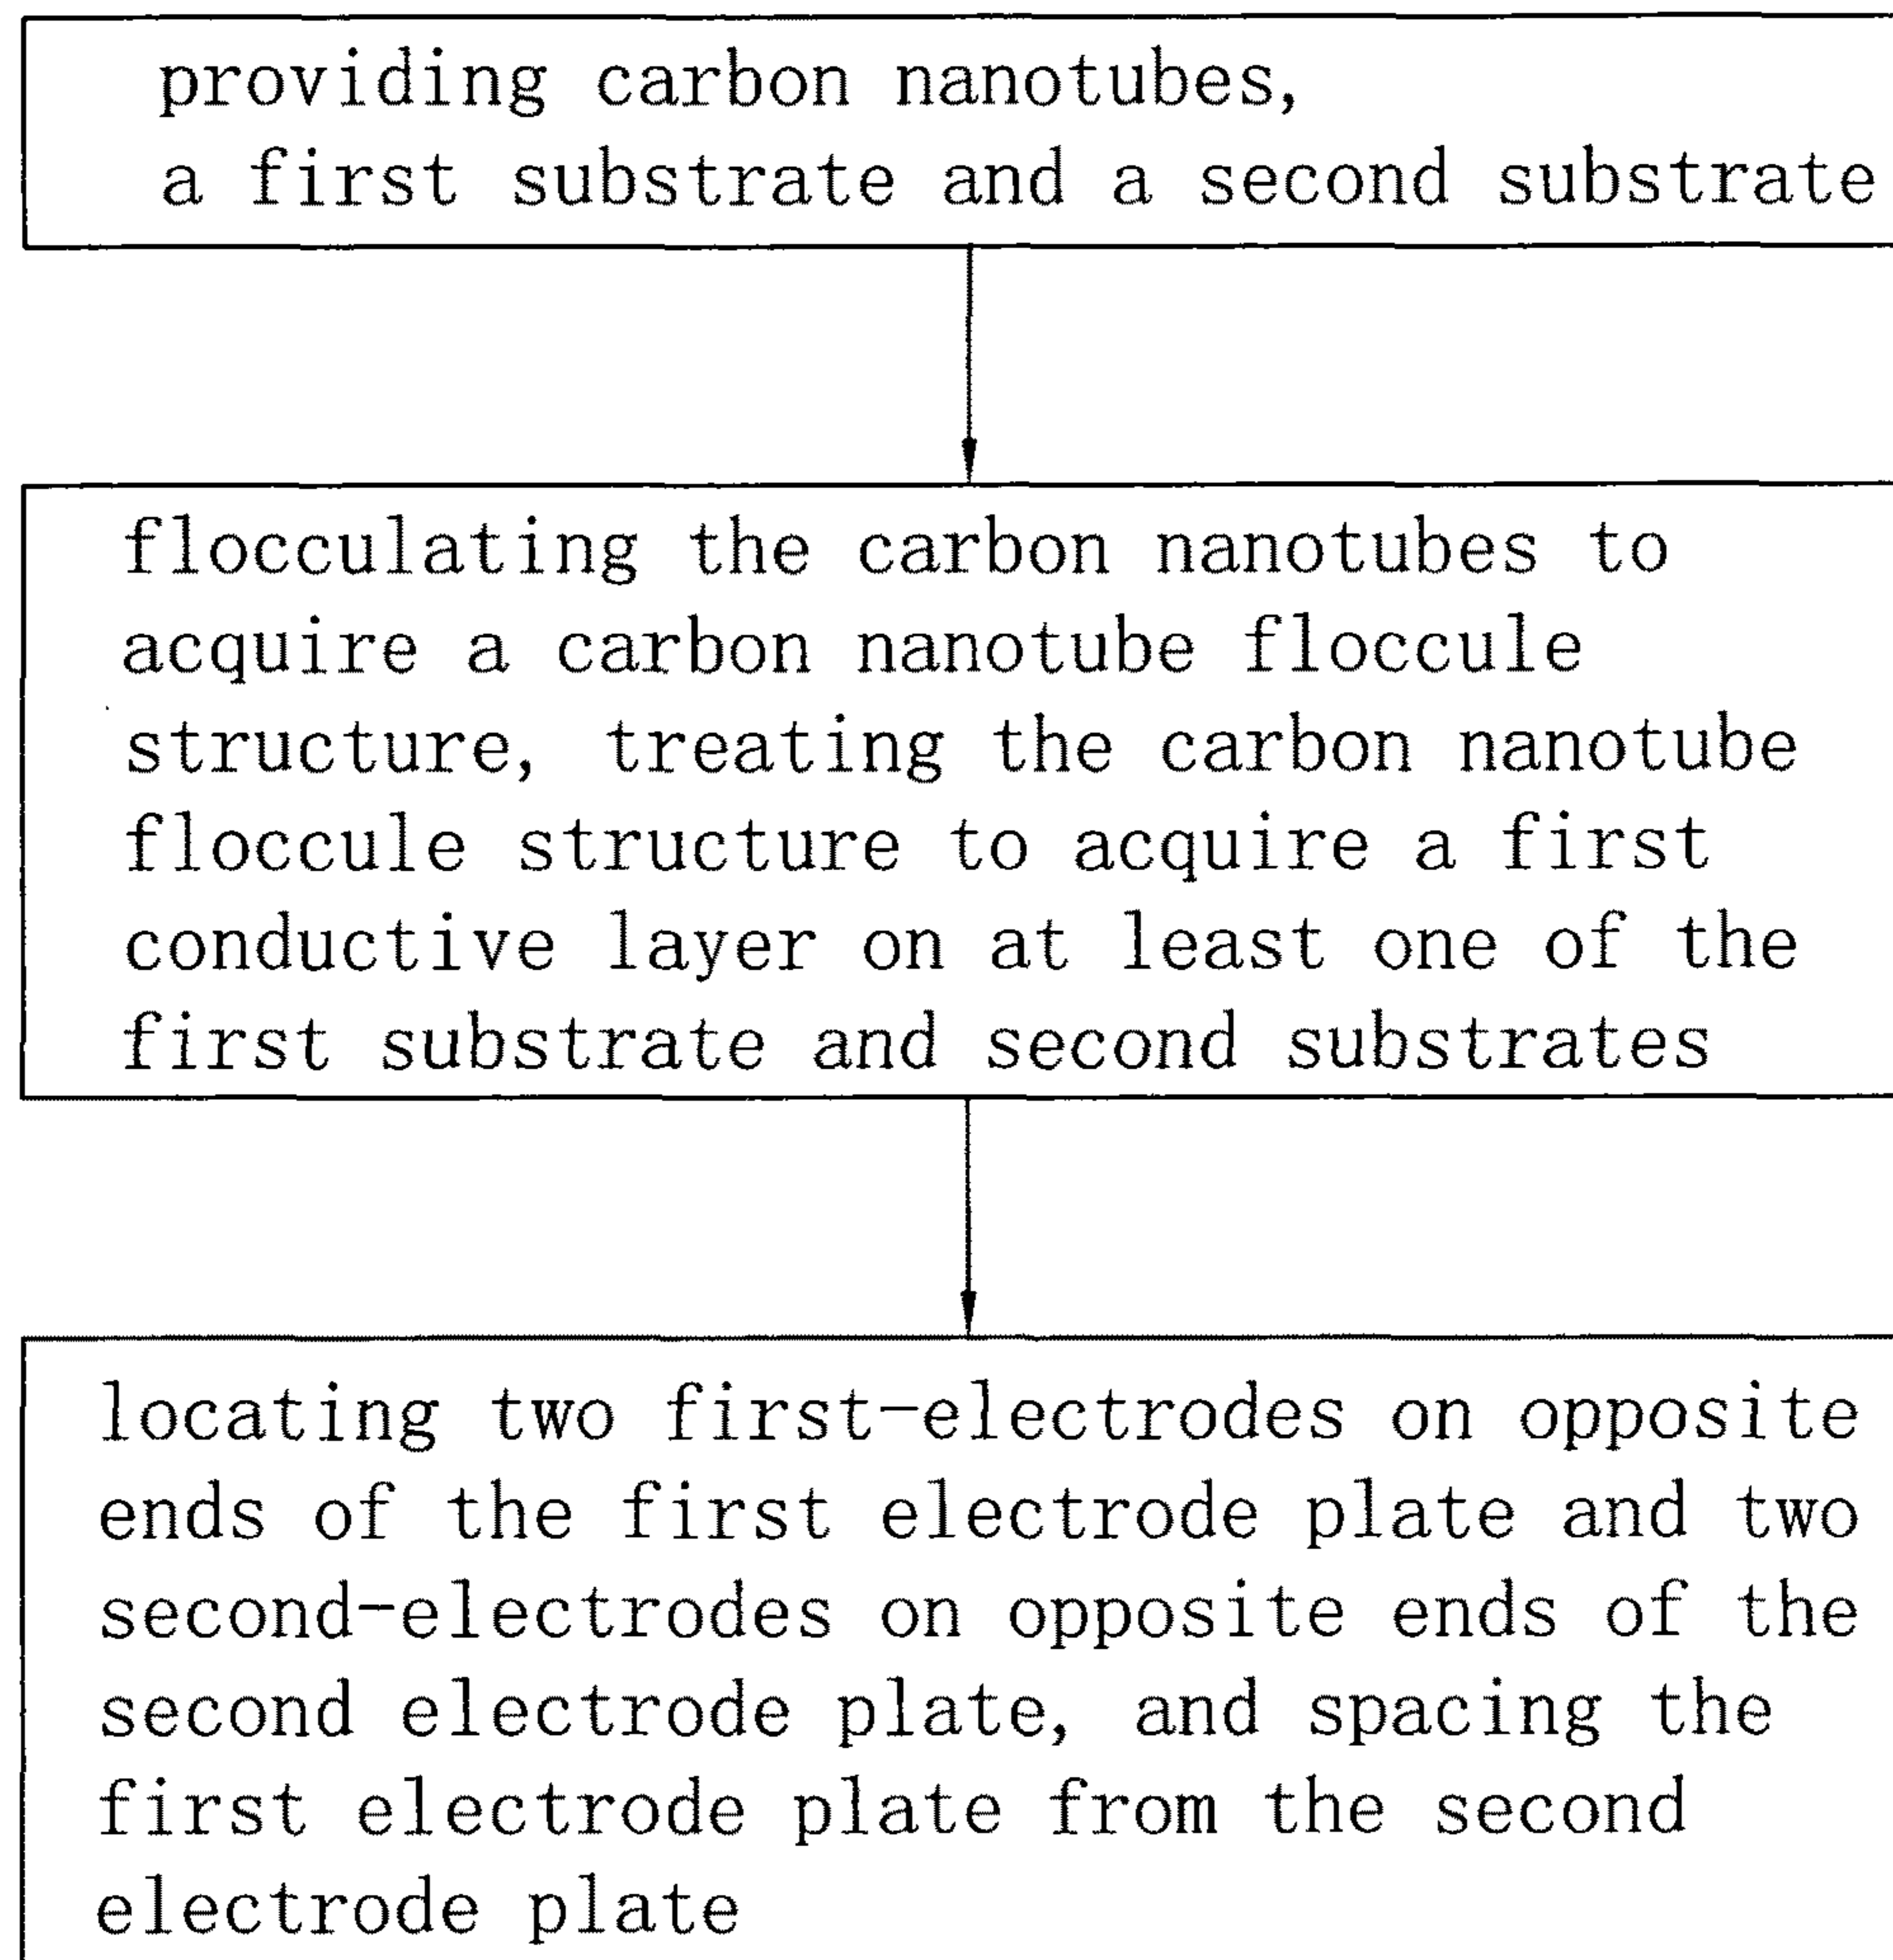 providing carbon nanotubes,
a first substrate and a second substrate
flocculating the carbon nanotubes to
acquire a carbon nanotube floccule
structure, treating the carbon nanotube
floccule structure to acquire a first
conductive layer on at least one of the
first substrate and second substrates
locating two first-electrodes on opposite
ends of the first electrode plate and two
second-electrodes on opposite ends of the
second electrode plate, and spacing the
first electrode plate from the second
electrode plate